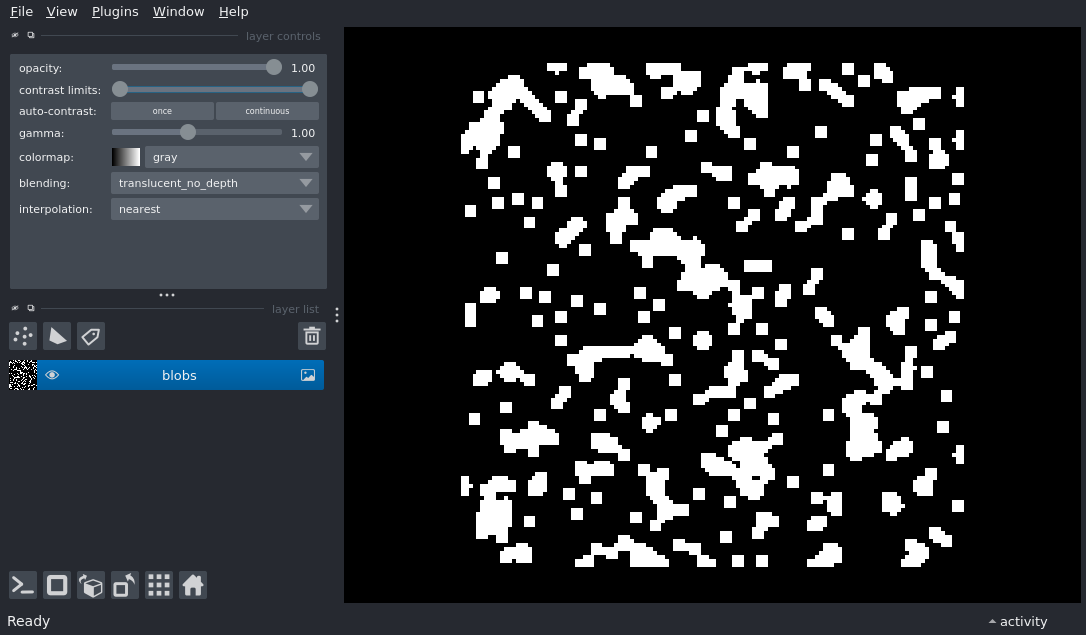 File View Plugins Window Help
layer controls
opacity: 1.00
contrast limits:
auto-contrast: once continuous
gamma: 1.00
colormap: gray
blending: translucent_no_depth
interpolation: nearest
layer list
blobs
Ready activity